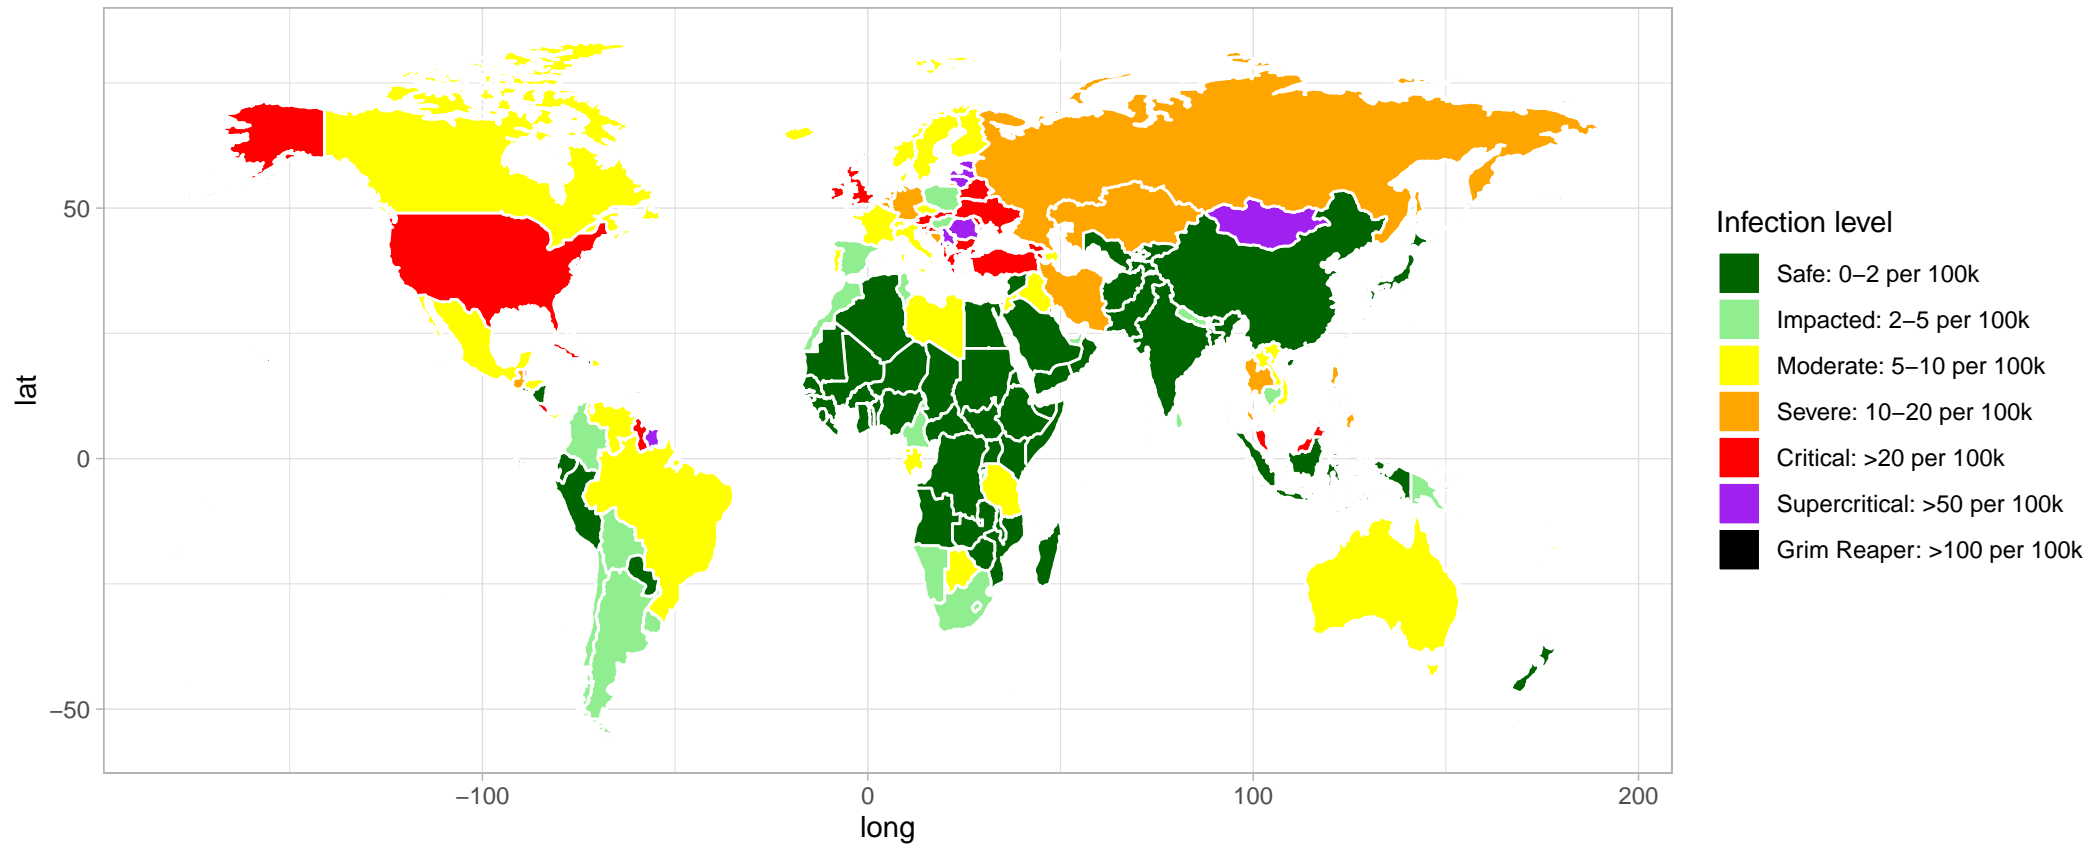 50
0
−50
lat
−100
0
100
200
long
Infection level
Safe: 0−2 per 100k
Impacted: 2−5 per 100k
Moderate: 5−10 per 100k
Severe: 10−20 per 100k
Critical: >20 per 100k
Supercritical: >50 per 100k
Grim Reaper: >100 per 100k